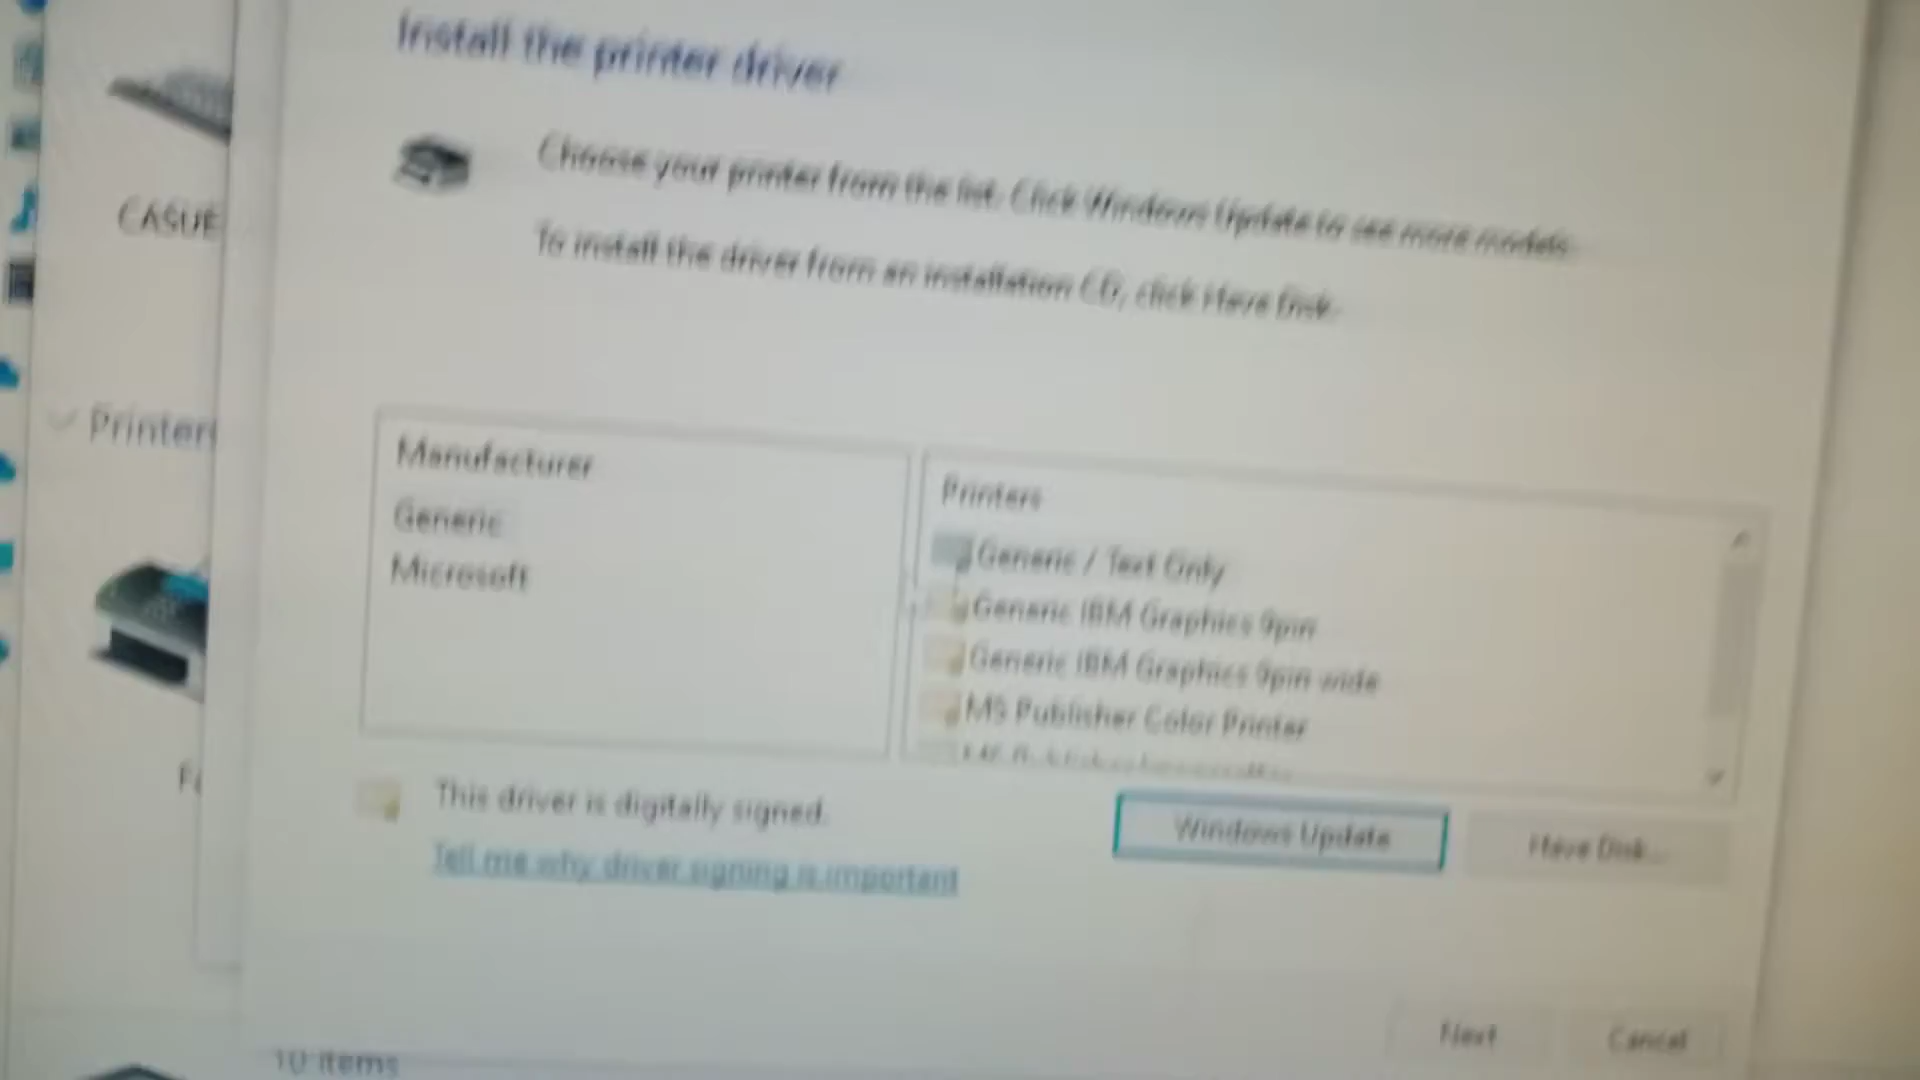 Install the printer driver
Choose your printer from the list. Click Windows Update to see more models.
To install the driver from an installation CD, click Have Disk.
CASUE
Printer
Manufacturer
Generic
Microsoft
Printers
Generic / Text Only
Generic IBM Graphics 9pin
Generic IBM Graphics 9pin wide
MS Publisher Color Printer
This driver is digitally signed.
Tell me why driver signing is important
Windows Update
Have Disk...
Next
Cancel
10 items